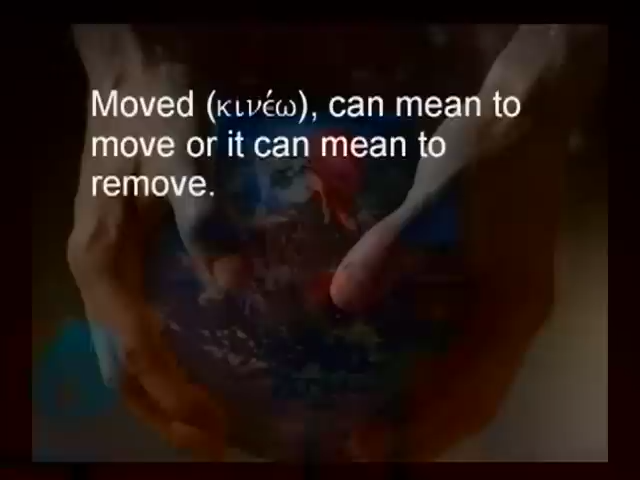 Moved (κινέω), can mean to
move or it can mean to
remove.